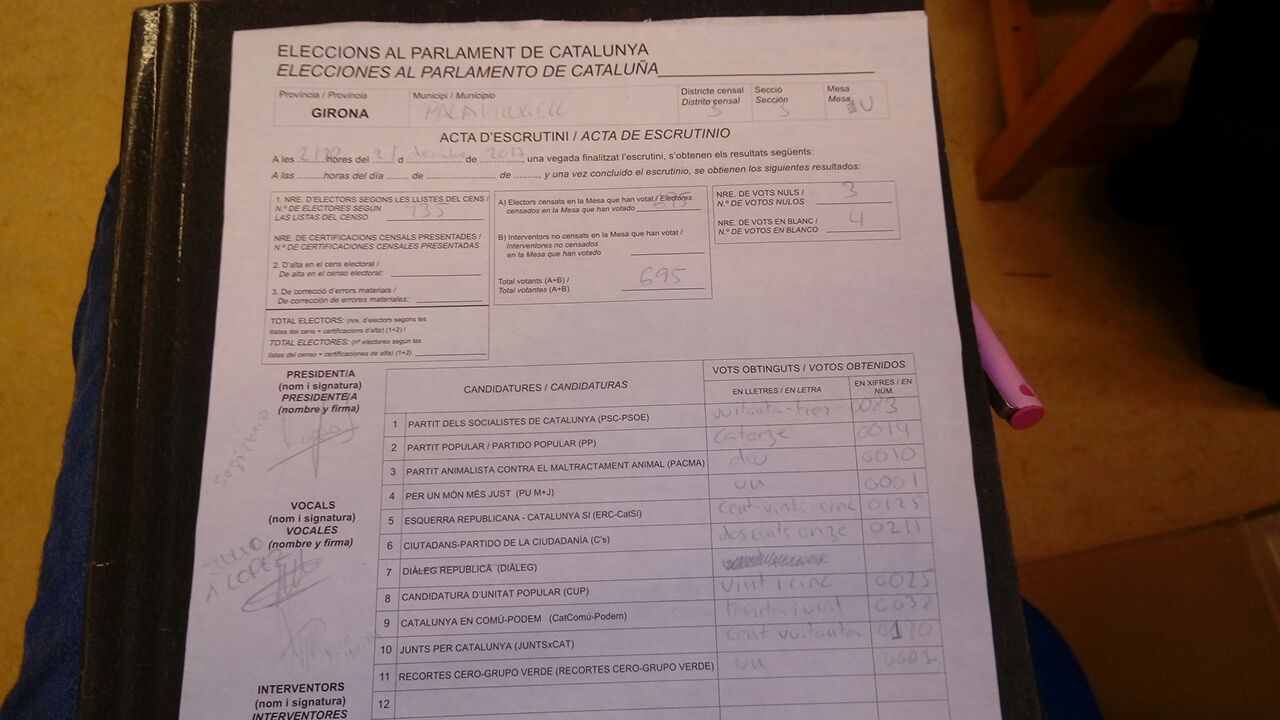 ELECCIONS AL PARLAMENT DE CATALUNYA
ELECCIONES AL PARLAMENTO DE CATALUÑA
Provincia / Provincia Municipi / Municipio Districte censal Secció Mesa
Distrito censal Sección Mesa
GIRONA PALAFRUGELL 3 3 U
ACTA D'ESCRUTINI / ACTA DE ESCRUTINIO
A les hores del 21 d desembre de 2017 una vegada finalitzat l'escrutini, s'obtenen els resultats següents:
A las ........horas del día ........ de .................... de ........, y una vez concluido el escrutinio, se obtienen los siguientes resultados:
1. NRE. D'ELECTORS SEGONS LES LLISTES DEL CENS /
N.º DE ELECTORES SEGÚN
LAS LISTAS DEL CENSO 935
NRE. DE CERTIFICACIONS CENSALS PRESENTADES /
N.º DE CERTIFICACIONES CENSALES PRESENTADAS
2. D'alta en el cens electoral /
De alta en el censo electoral:
3. De correcció d'errors materials /
De corrección de errores materiales:
TOTAL ELECTORS: (nre. d'electors segons les
llistes del cens + certificacions d'alta) (1+2) /
TOTAL ELECTORES: (nº electores según las
listas del censo + certificaciones de alta) (1+2)
A) Electors censats en la Mesa que han votat / Electores
censados en la Mesa que han votado 695
B) Interventors no censats en la Mesa que han votat /
Interventores no censados
en la Mesa que han votado
Total votants (A+B) /
Total votantes (A+B) 695
NRE. DE VOTS NULS /
N.º DE VOTOS NULOS 3
NRE. DE VOTS EN BLANC /
N.º DE VOTOS EN BLANCO 4
PRESIDENT/A
(nom i signatura)
PRESIDENTE/A
(nombre y firma)
VOCALS
(nom i signatura)
VOCALES
(nombre y firma)
JULIO
A LOPEZ
INTERVENTORS
(nom i signatura)
INTERVENTORES
CANDIDATURES / CANDIDATURAS VOTS OBTINGUTS / VOTOS OBTENIDOS
EN LLETRES / EN LETRA EN XIFRES / EN NÚM.
1 PARTIT DELS SOCIALISTES DE CATALUNYA (PSC-PSOE) vuitanta-tres 0083
2 PARTIT POPULAR / PARTIDO POPULAR (PP) catorze 0014
3 PARTIT ANIMALISTA CONTRA EL MALTRACTAMENT ANIMAL (PACMA) deu 0010
4 PER UN MÓN MÉS JUST (PU M+J) un 0001
5 ESQUERRA REPUBLICANA - CATALUNYA SI (ERC-CatSí) cent-vint-i-cinc 0125
6 CIUTADANS-PARTIDO DE LA CIUDADANÍA (C's) dos cents onze 0211
7 DIÀLEG REPUBLICÀ (DIÀLEG)
8 CANDIDATURA D'UNITAT POPULAR (CUP) vint i cinc 0025
9 CATALUNYA EN COMÚ-PODEM (CatComú-Podem) trenta i vuit 0038
10 JUNTS PER CATALUNYA (JUNTSxCAT) cent vuitanta 0180
11 RECORTES CERO-GRUPO VERDE (RECORTES CERO-GRUPO VERDE) un 0001
12